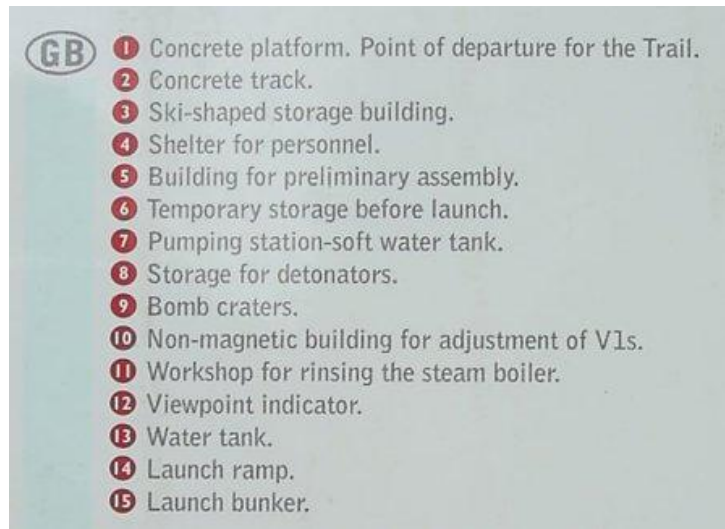 GB 1 Concrete platform. Point of departure for the Trail.
2 Concrete track.
3 Ski-shaped storage building.
4 Shelter for personnel.
5 Building for preliminary assembly.
6 Temporary storage before launch.
7 Pumping station-soft water tank.
8 Storage for detonators.
9 Bomb craters.
10 Non-magnetic building for adjustment of V1s.
11 Workshop for rinsing the steam boiler.
12 Viewpoint indicator.
13 Water tank.
14 Launch ramp.
15 Launch bunker.